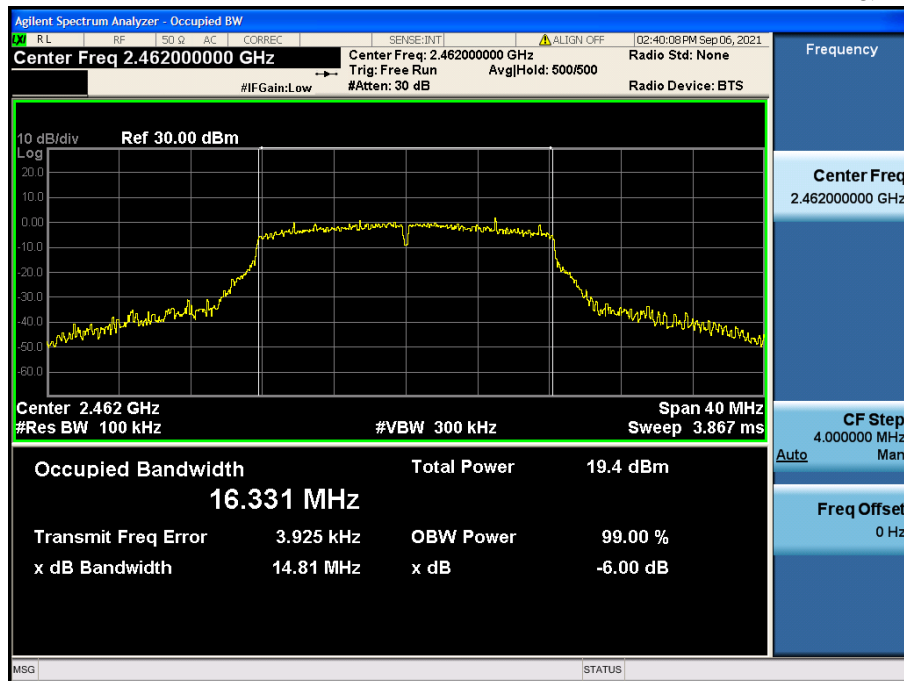 Agilent Spectrum Analyzer - Occupied BW
LXI RL RF 50 Ω AC CORREC SENSE:INT ALIGN OFF 02:40:08 PM Sep 06, 2021
Center Freq 2.462000000 GHz
Center Freq: 2.462000000 GHz Radio Std: None
Trig: Free Run Avg|Hold: 500/500
#IFGain:Low #Atten: 30 dB Radio Device: BTS
10 dB/div Ref 30.00 dBm
Log
20.0
10.0
0.00
-10.0
-20.0
-30.0
-40.0
-50.0
-60.0
Center 2.462 GHz Span 40 MHz
#Res BW 100 kHz #VBW 300 kHz Sweep 3.867 ms
Occupied Bandwidth Total Power 19.4 dBm
16.331 MHz
Transmit Freq Error 3.925 kHz OBW Power 99.00 %
x dB Bandwidth 14.81 MHz x dB -6.00 dB
MSG STATUS
Frequency
Center Freq
2.462000000 GHz
CF Step
4.000000 MHz
Auto Man
Freq Offset
0 Hz